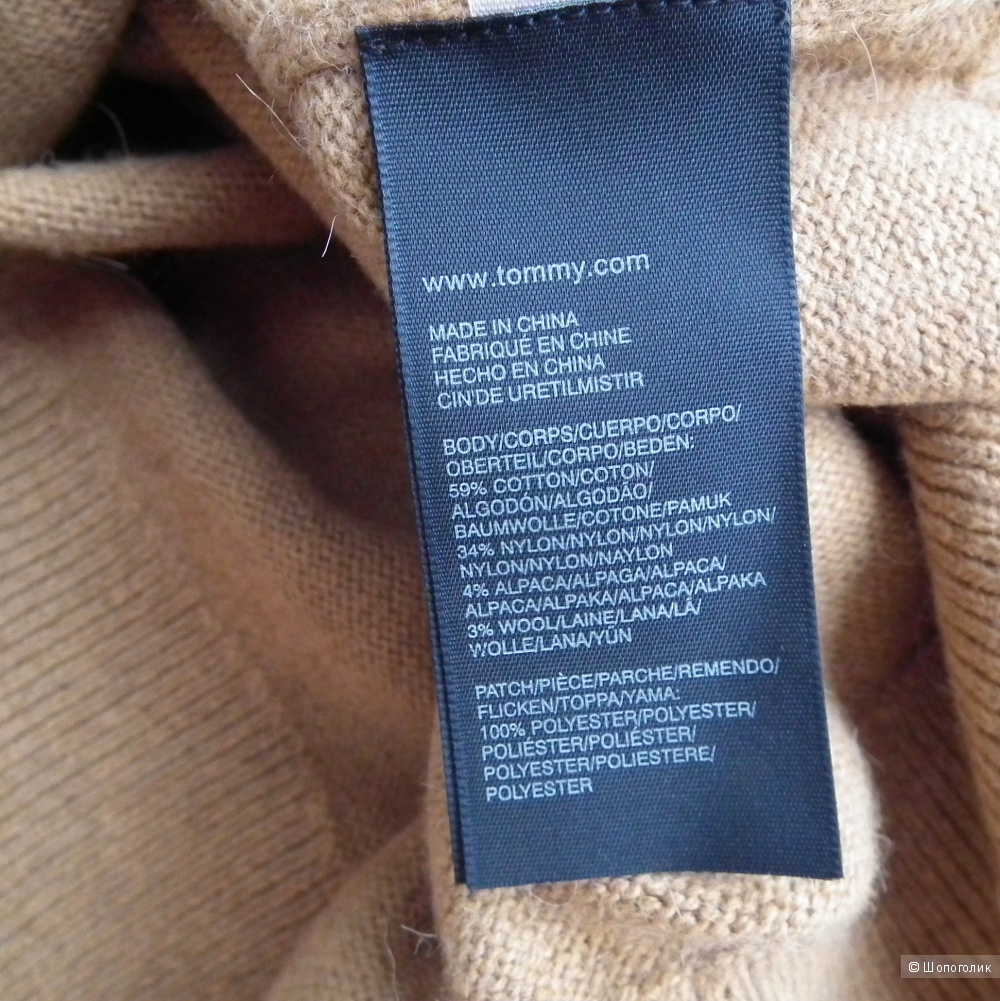 www.tommy.com
MADE IN CHINA
FABRIQUÉ EN CHINE
HECHO EN CHINA
CIN'DE URETILMISTIR
BODY/CORPS/CUERPO/CORPO/
OBERTEIL/CORPO/BEDEN:
59% COTTON/COTON/
ALGODÓN/ALGODÃO/
BAUMWOLLE/COTONE/PAMUK
34% NYLON/NYLON/NYLON/NYLON/
NYLON/NYLON/NAYLON
4% ALPACA/ALPAGA/ALPACA/
ALPACA/ALPAKA/ALPACA/ALPAKA
3% WOOL/LAINE/LANA/LÃ/
WOLLE/LANA/YÜN
PATCH/PIÈCE/PARCHE/REMENDO/
FLICKEN/TOPPA/YAMA:
100% POLYESTER/POLYESTER/
POLIÉSTER/POLIÉSTER/
POLYESTER/POLIESTERE/
POLYESTER
© Шопоголик